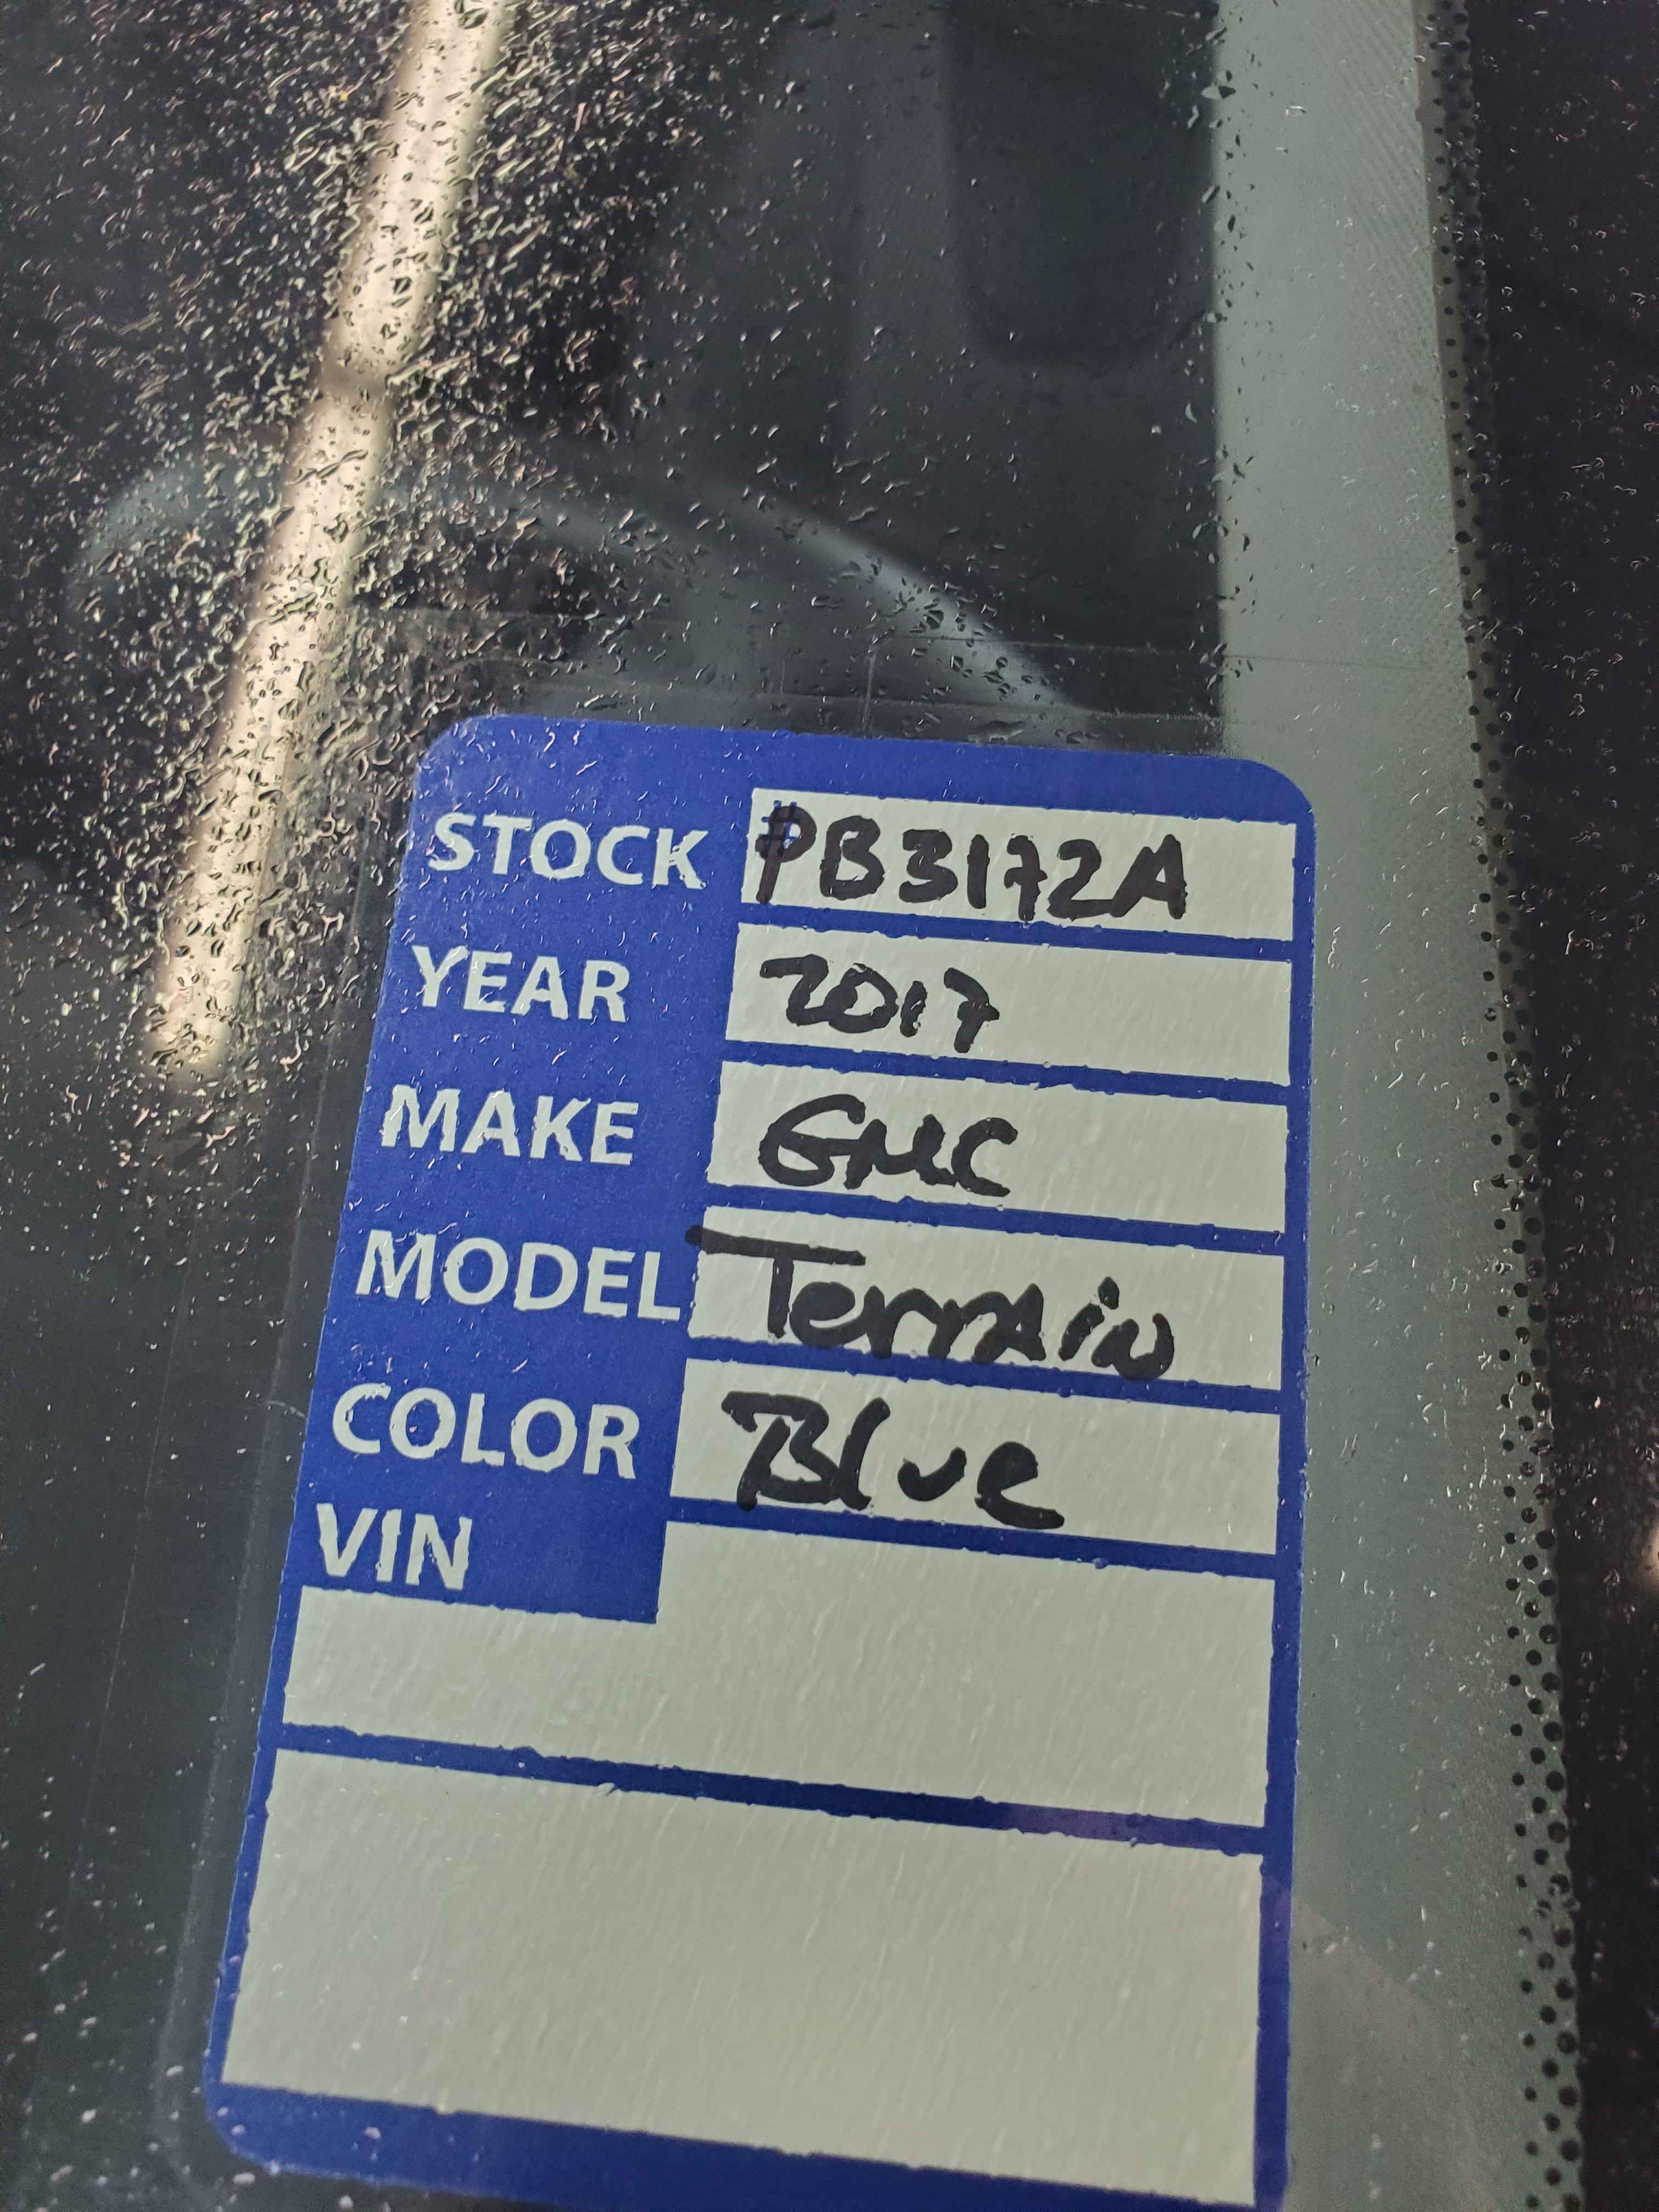 STOCK #PB3172A
YEAR 2017
MAKE GMC
MODEL Terrain
COLOR Blue
VIN